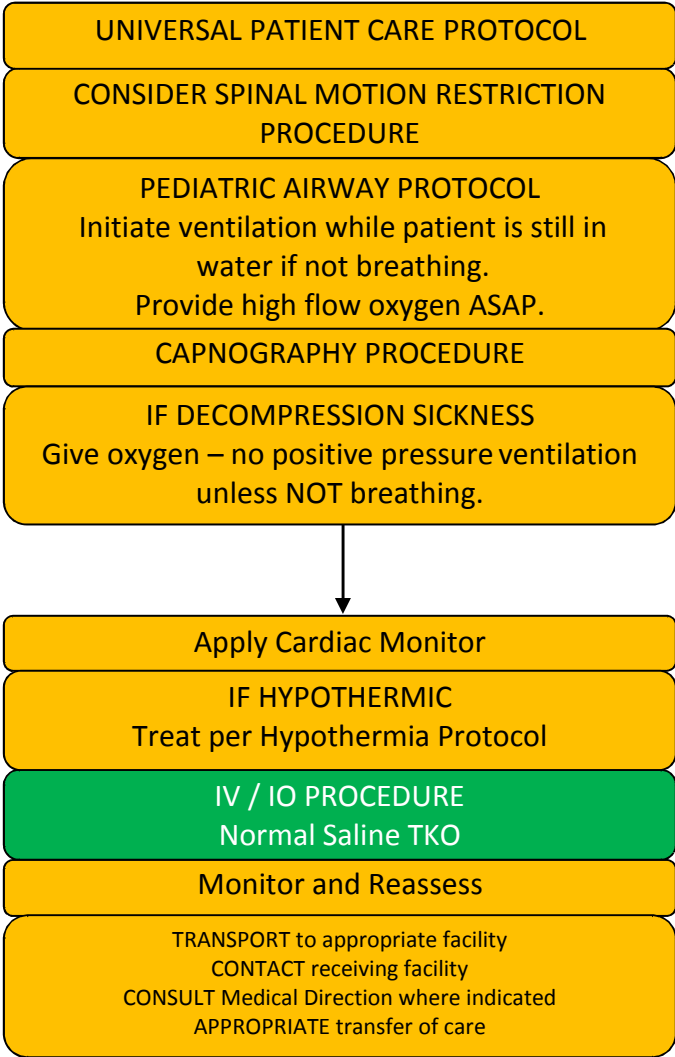 UNIVERSAL PATIENT CARE PROTOCOL
CONSIDER SPINAL MOTION RESTRICTION
PROCEDURE
PEDIATRIC AIRWAY PROTOCOL
Initiate ventilation while patient is still in
water if not breathing.
Provide high flow oxygen ASAP.
CAPNOGRAPHY PROCEDURE
IF DECOMPRESSION SICKNESS
Give oxygen – no positive pressure ventilation
unless NOT breathing.
Apply Cardiac Monitor
IF HYPOTHERMIC
Treat per Hypothermia Protocol
IV / IO PROCEDURE
Normal Saline TKO
Monitor and Reassess
TRANSPORT to appropriate facility
CONTACT receiving facility
CONSULT Medical Direction where indicated
APPROPRIATE transfer of care